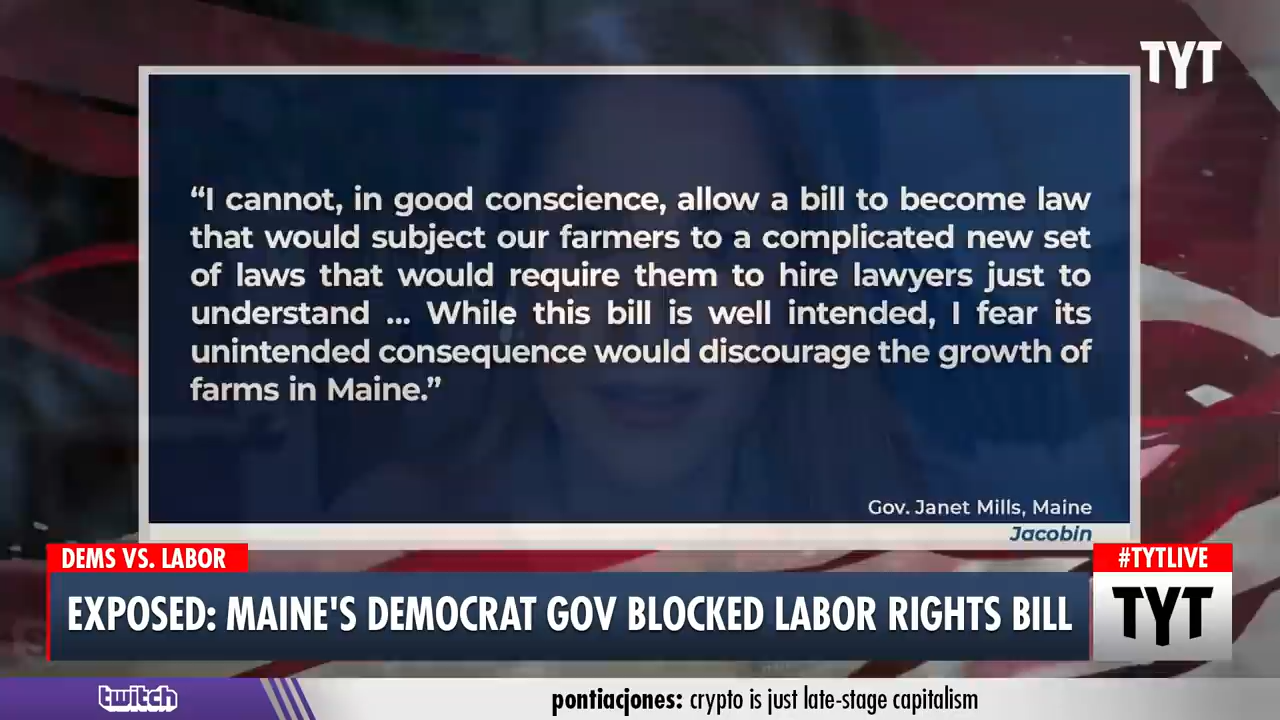 TYT
“I cannot, in good conscience, allow a bill to become law
that would subject our farmers to a complicated new set
of laws that would require them to hire lawyers just to
understand ... While this bill is well intended, I fear its
unintended consequence would discourage the growth of
farms in Maine.”
Gov. Janet Mills, Maine
Jacobin
DEMS VS. LABOR
#TYTLIVE
EXPOSED: MAINE'S DEMOCRAT GOV BLOCKED LABOR RIGHTS BILL
TYT
twitch
pontiacjones: crypto is just late-stage capitalism